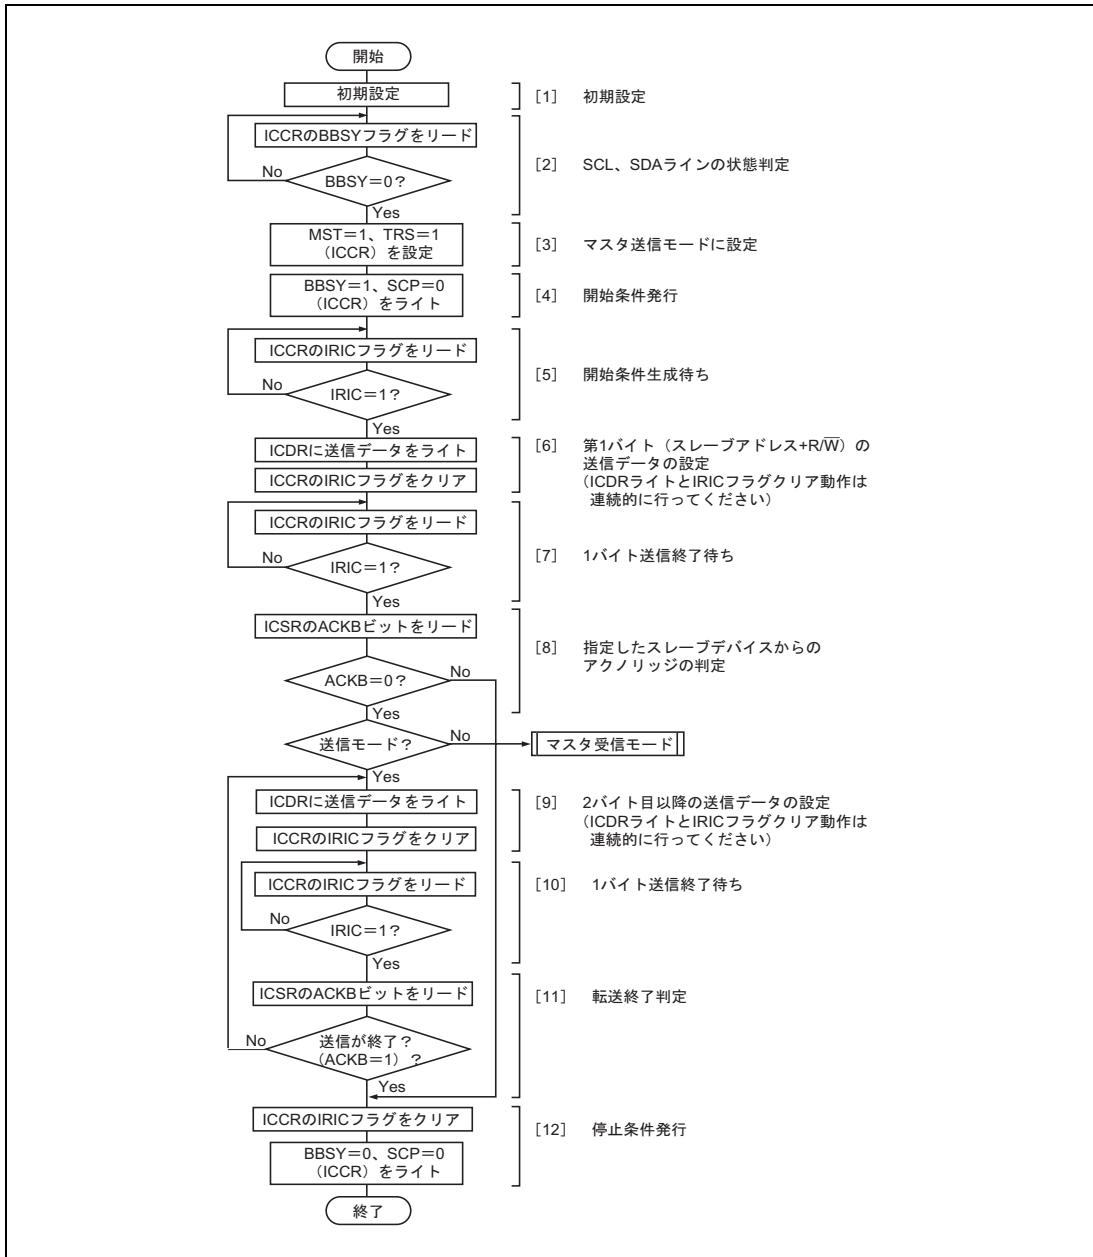 開始
初期設定
[1] 初期設定
ICCRのBBSYフラグをリード
No
BBSY=0?
Yes
[2] SCL、SDAラインの状態判定
MST=1、TRS=1
(ICCR)を設定
[3] マスタ送信モードに設定
BBSY=1、SCP=0
(ICCR)をライト
[4] 開始条件発行
ICCRのIRICフラグをリード
No
IRIC=1?
Yes
[5] 開始条件生成待ち
ICDRに送信データをライト
ICCRのIRICフラグをクリア
[6] 第1バイト(スレーブアドレス+R/W̅)の
送信データの設定
(ICDRライトとIRICフラグクリア動作は
連続的に行ってください)
ICCRのIRICフラグをリード
No
IRIC=1?
Yes
[7] 1バイト送信終了待ち
ICSRのACKBビットをリード
ACKB=0?
No
Yes
[8] 指定したスレーブデバイスからの
アクノリッジの判定
送信モード?
No
マスタ受信モード
Yes
ICDRに送信データをライト
ICCRのIRICフラグをクリア
[9] 2バイト目以降の送信データの設定
(ICDRライトとIRICフラグクリア動作は
連続的に行ってください)
ICCRのIRICフラグをリード
No
IRIC=1?
Yes
[10] 1バイト送信終了待ち
ICSRのACKBビットをリード
No
送信が終了?
(ACKB=1)?
Yes
[11] 転送終了判定
ICCRのIRICフラグをクリア
BBSY=0、SCP=0
(ICCR)をライト
[12] 停止条件発行
終了